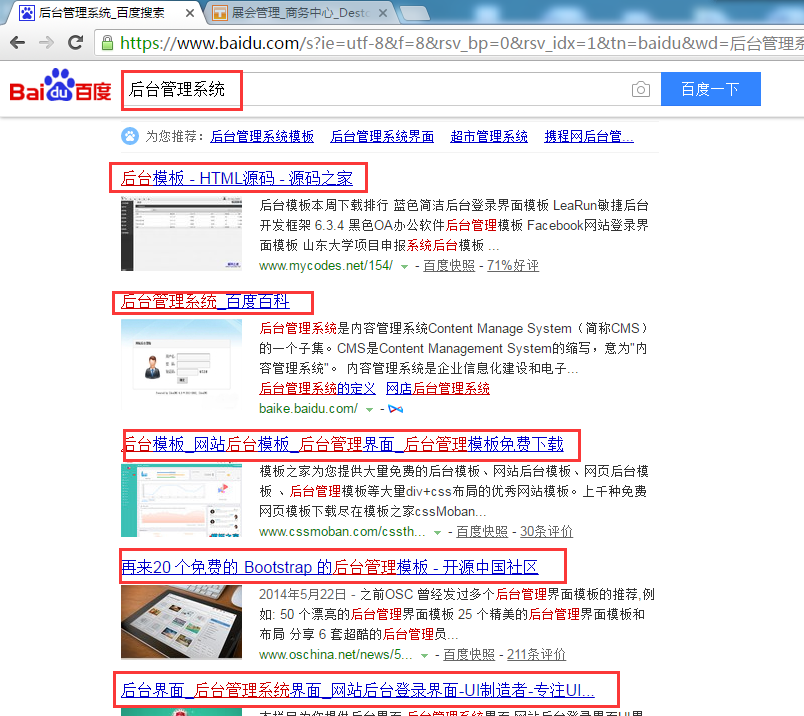 后台管理系统_百度搜索
展会管理_商务中心_Desto
https://www.baidu.com/s?ie=utf-8&f=8&rsv_bp=0&rsv_idx=1&tn=baidu&wd=后台管理系
Bai du 百度
后台管理系统
百度一下
为您推荐： 后台管理系统模板 后台管理系统界面 超市管理系统 携程网后台管...
后台模板 - HTML源码 - 源码之家
后台模板本周下载排行 蓝色简洁后台登录界面模板 LeaRun敏捷后台
开发框架 6.3.4 黑色OA办公软件后台管理模板 Facebook网站登录界
面模板 山东大学项目申报系统后台模板 ...
www.mycodes.net/154/ - 百度快照 - 71%好评
后台管理系统_百度百科
后台管理系统是内容管理系统Content Manage System（简称CMS）
的一个子集。CMS是Content Management System的缩写，意为"内
容管理系统"。 内容管理系统是企业信息化建设和电子...
后台管理系统的定义 网店后台管理系统
baike.baidu.com/ -
后台模板_网站后台模板_后台管理界面_后台管理模板免费下载
模板之家为您提供大量免费的后台模板、网站后台模板、网页后台模
板 、后台管理模板等大量div+css布局的优秀网站模板。上千种免费
网页模板下载尽在模板之家cssMoban...
www.cssmoban.com/cssth... - 百度快照 - 30条评价
再来20 个免费的 Bootstrap 的后台管理模板 - 开源中国社区
2014年5月22日 - 之前OSC 曾经发过多个后台管理界面模板的推荐,例
如: 50 个漂亮的后台管理界面模板 25 个精美的后台管理界面模板和
布局 分享 6 套超酷的后台管理员...
www.oschina.net/news/5... - 百度快照 - 211条评价
后台界面_后台管理系统界面_网站后台登录界面-UI制造者-专注UI...